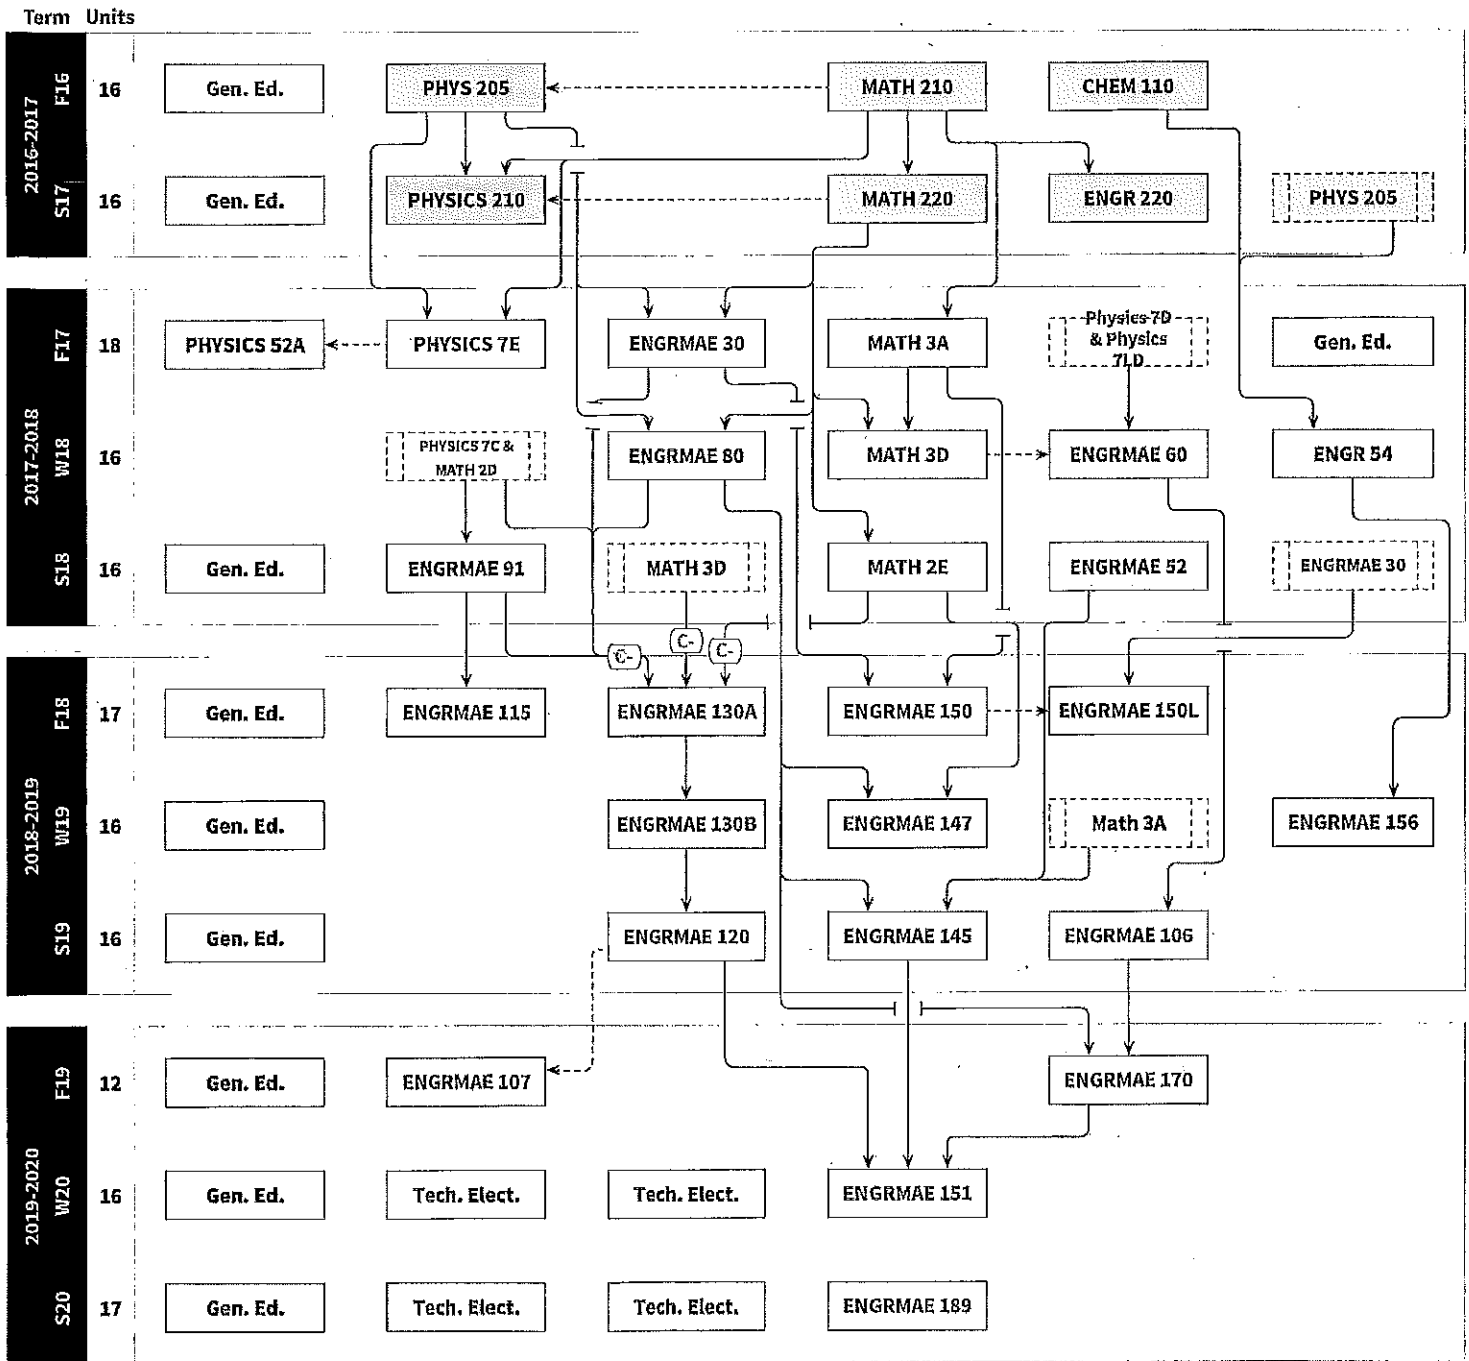 Term Units
2016-2017
F16 16 Gen. Ed. PHYS 205 MATH 210 CHEM 110
S17 16 Gen. Ed. PHYSICS 210 MATH 220 ENGR 220 PHYS 205
2017-2018
F17 18 PHYSICS 52A PHYSICS 7E ENGRMAE 30 MATH 3A
Physics 7D
& Physics
7LD
Gen. Ed.
W18 16
PHYSICS 7C &
MATH 2D
ENGRMAE 80 MATH 3D ENGRMAE 60 ENGR 54
S18 16 Gen. Ed. ENGRMAE 91 MATH 3D MATH 2E ENGRMAE 52 ENGRMAE 30
C- C- C-
2018-2019
F18 17 Gen. Ed. ENGRMAE 115 ENGRMAE 130A ENGRMAE 150 ENGRMAE 150L
W19 16 Gen. Ed. ENGRMAE 130B ENGRMAE 147 Math 3A ENGRMAE 156
S19 16 Gen. Ed. ENGRMAE 120 ENGRMAE 145 ENGRMAE 106
2019-2020
F19 12 Gen. Ed. ENGRMAE 107 ENGRMAE 170
W20 16 Gen. Ed. Tech. Elect. Tech. Elect. ENGRMAE 151
S20 17 Gen. Ed. Tech. Elect. Tech. Elect. ENGRMAE 189